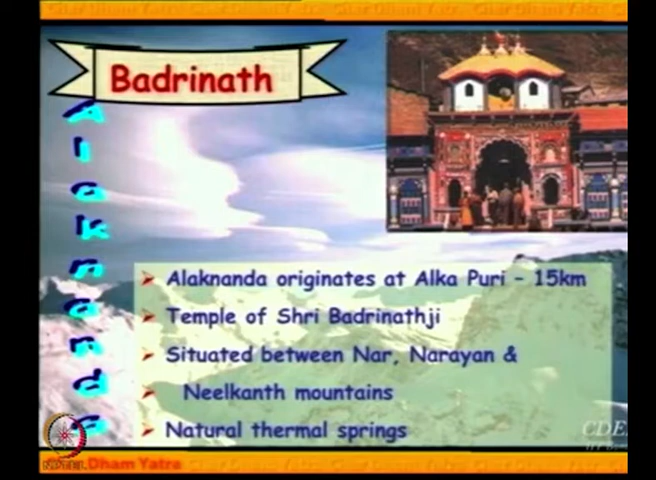 Badrinath
Alaknanda
Alaknanda originates at Alka Puri - 15km
Temple of Shri Badrinathji
Situated between Nar, Narayan &
Neelkanth mountains
Natural thermal springs
NPTEL
Dham Yatra